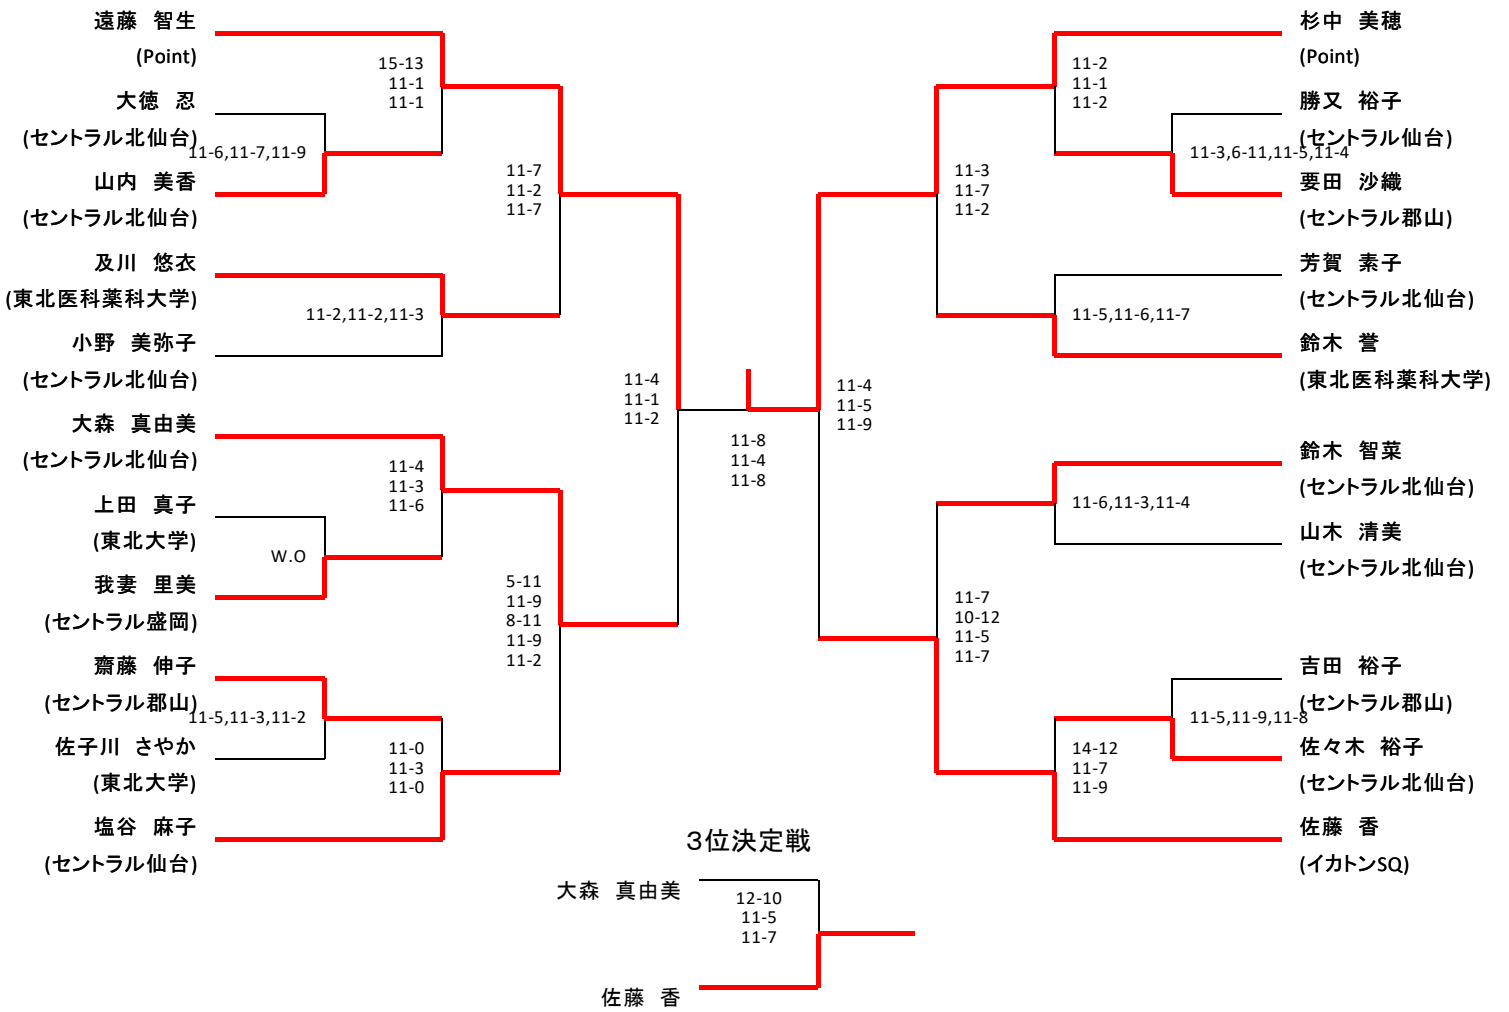 遠藤 智生
(Point)
15-13
11-1
11-1
大徳 忍
(セントラル北仙台)
11-6,11-7,11-9
山内 美香
(セントラル北仙台)
11-7
11-2
11-7
及川 悠衣
(東北医科薬科大学)
11-2,11-2,11-3
小野 美弥子
(セントラル北仙台)
11-4
11-1
11-2
大森 真由美
(セントラル北仙台)
11-4
11-3
11-6
上田 真子
(東北大学)
W.O
我妻 里美
(セントラル盛岡)
5-11
11-9
8-11
11-9
11-2
齋藤 伸子
(セントラル郡山)
11-5,11-3,11-2
佐子川 さやか
(東北大学)
11-0
11-3
11-0
塩谷 麻子
(セントラル仙台)
11-8
11-4
11-8
杉中 美穂
(Point)
11-2
11-1
11-2
勝又 裕子
(セントラル仙台)
11-3,6-11,11-5,11-4
要田 沙織
(セントラル郡山)
11-3
11-7
11-2
芳賀 素子
(セントラル北仙台)
11-5,11-6,11-7
鈴木 誉
(東北医科薬科大学)
11-4
11-5
11-9
鈴木 智菜
(セントラル北仙台)
11-6,11-3,11-4
山木 清美
(セントラル北仙台)
11-7
10-12
11-5
11-7
吉田 裕子
(セントラル郡山)
11-5,11-9,11-8
佐々木 裕子
(セントラル北仙台)
14-12
11-7
11-9
佐藤 香
(イカトンSQ)
3位決定戦
大森 真由美
12-10
11-5
11-7
佐藤 香